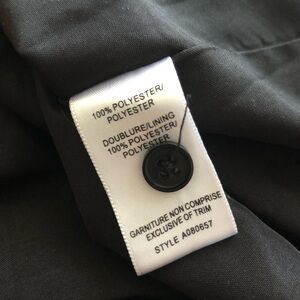 100% POLYESTER/
POLYESTER
DOUBLURE/LINING
100% POLYESTER/
POLYESTER
GARNITURE NON COMPRISE
EXCLUSIVE OF TRIM
STYLE A080657